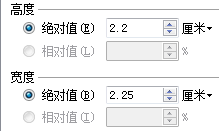 高度
绝对值(E) 2.2 厘米
相对值(L) %
宽度
绝对值(B) 2.25 厘米
相对值(I) %